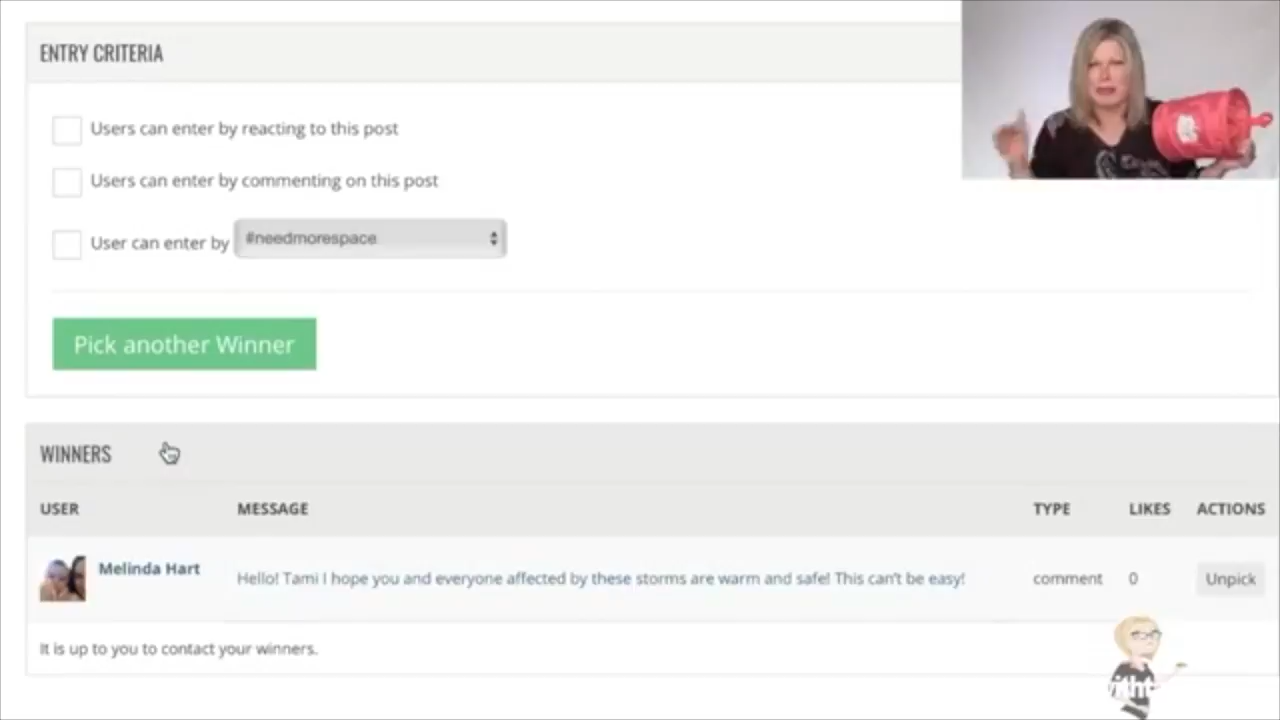 ENTRY CRITERIA
Users can enter by reacting to this post
Users can enter by commenting on this post
User can enter by #needmorespace
Pick another Winner
WINNERS
USER MESSAGE TYPE LIKES ACTIONS
Melinda Hart
Hello! Tami I hope you and everyone affected by these storms are warm and safe! This can't be easy! comment 0 Unpick
It is up to you to contact your winners.